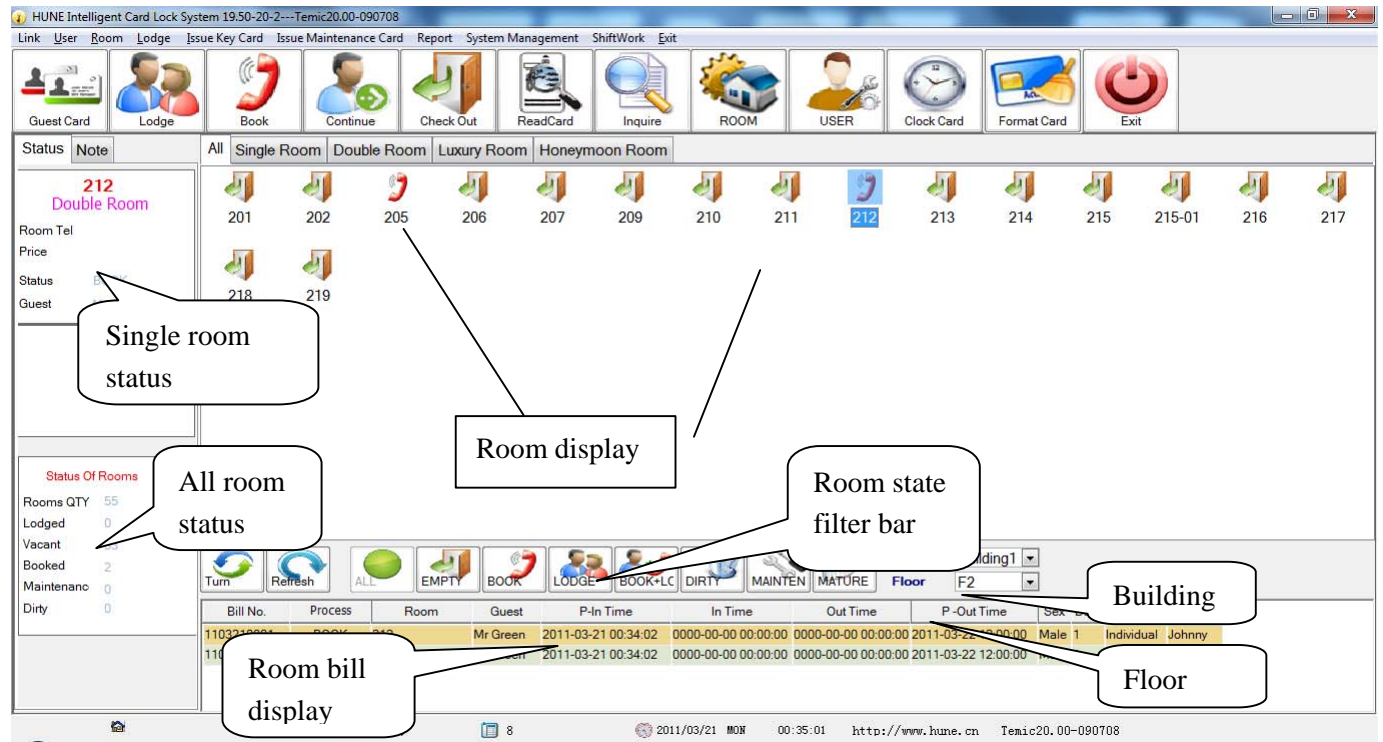 HUNE Intelligent Card Lock System 19.50-20-2---Temic20.00-090708
Link User Room Lodge Issue Key Card Issue Maintenance Card Report System Management ShiftWork Exit
Guest Card Lodge Book Continue Check Out ReadCard Inquire ROOM USER Clock Card Format Card Exit
Status Note All Single Room Double Room Luxury Room Honeymoon Room
212
Double Room
Room Tel
Price
Status
Guest
201 202 205 206 207 209 210 211 212 213 214 215 215-01 216 217
218 219
Single room
status
Room display
Status Of Rooms
Rooms QTY 55
Lodged 0
Vacant
Booked 2
Maintenanc 0
Dirty 0
All room
status
Room state
filter bar
Turn Refresh ALL EMPTY BOOK LODGE BOOK+LC DIRTY MAINTEN MATURE Floor F2
Building
Bill No. Process Room Guest P-In Time In Time Out Time P -Out Time Sex
Mr Green 2011-03-21 00:34:02 0000-00-00 00:00:00 0000-00-00 00:00:00 2011-03-22 12:00:00 Male 1 Individual Johnny
2011-03-21 00:34:02 0000-00-00 00:00:00 0000-00-00 00:00:00 2011-03-22 12:00:00
Room bill
display
Floor
8 2011/03/21 MON 00:35:01 http://www.hune.cn Temic20.00-090708